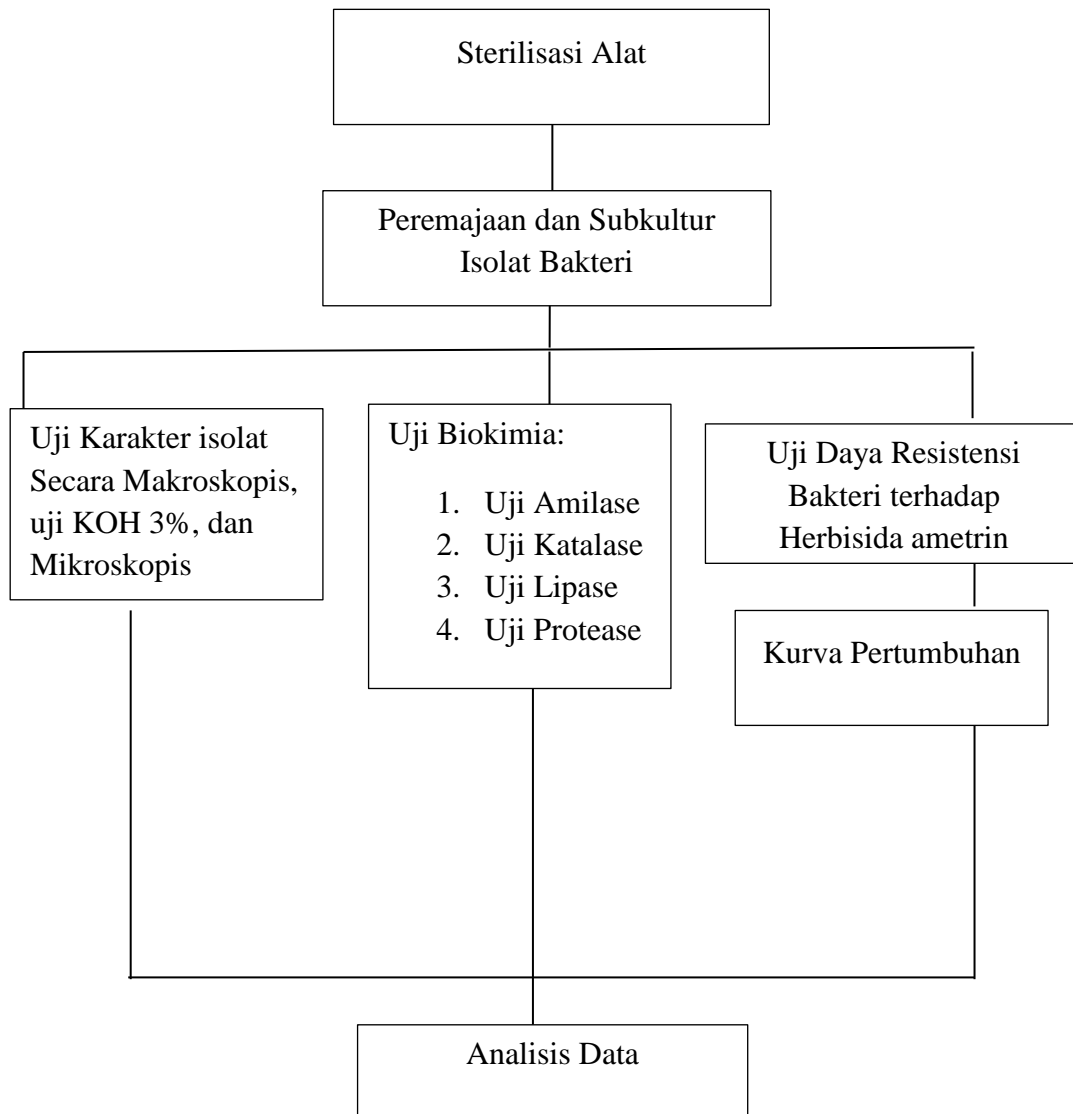 Sterilisasi Alat
Peremajaan dan Subkultur
Isolat Bakteri
Uji Karakter isolat
Secara Makroskopis,
uji KOH 3%, dan
Mikroskopis
Uji Biokimia:
1. Uji Amilase
2. Uji Katalase
3. Uji Lipase
4. Uji Protease
Uji Daya Resistensi
Bakteri terhadap
Herbisida ametrin
Kurva Pertumbuhan
Analisis Data